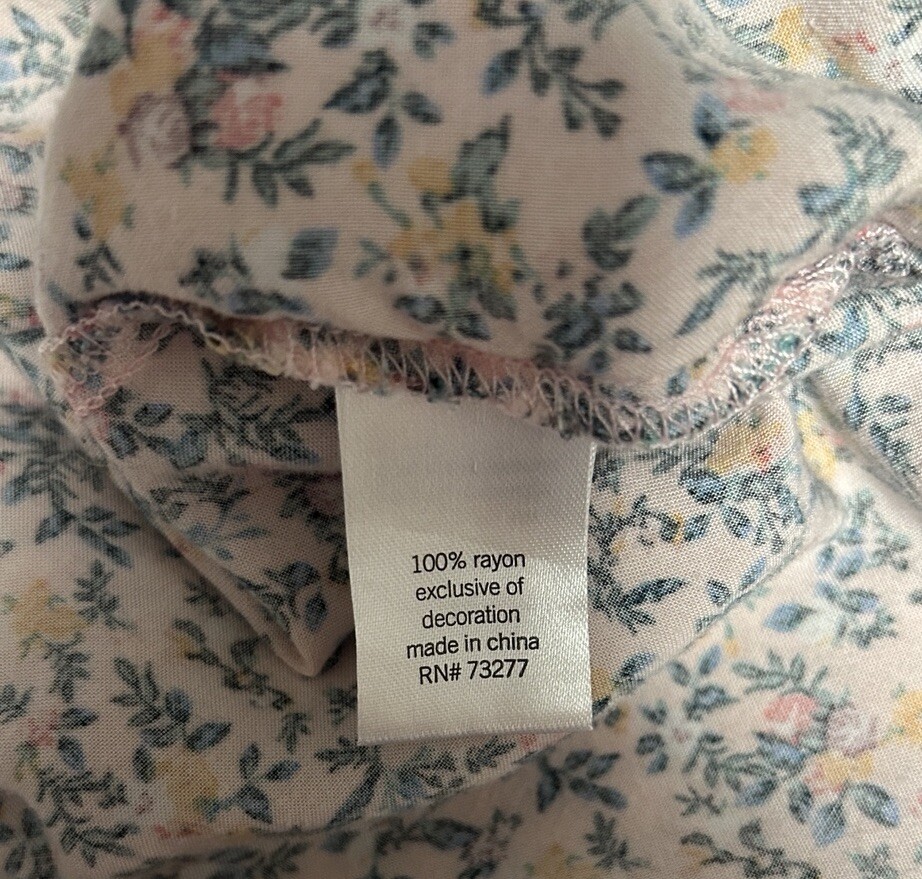 100% rayon
exclusive of
decoration
made in china
RN# 73277